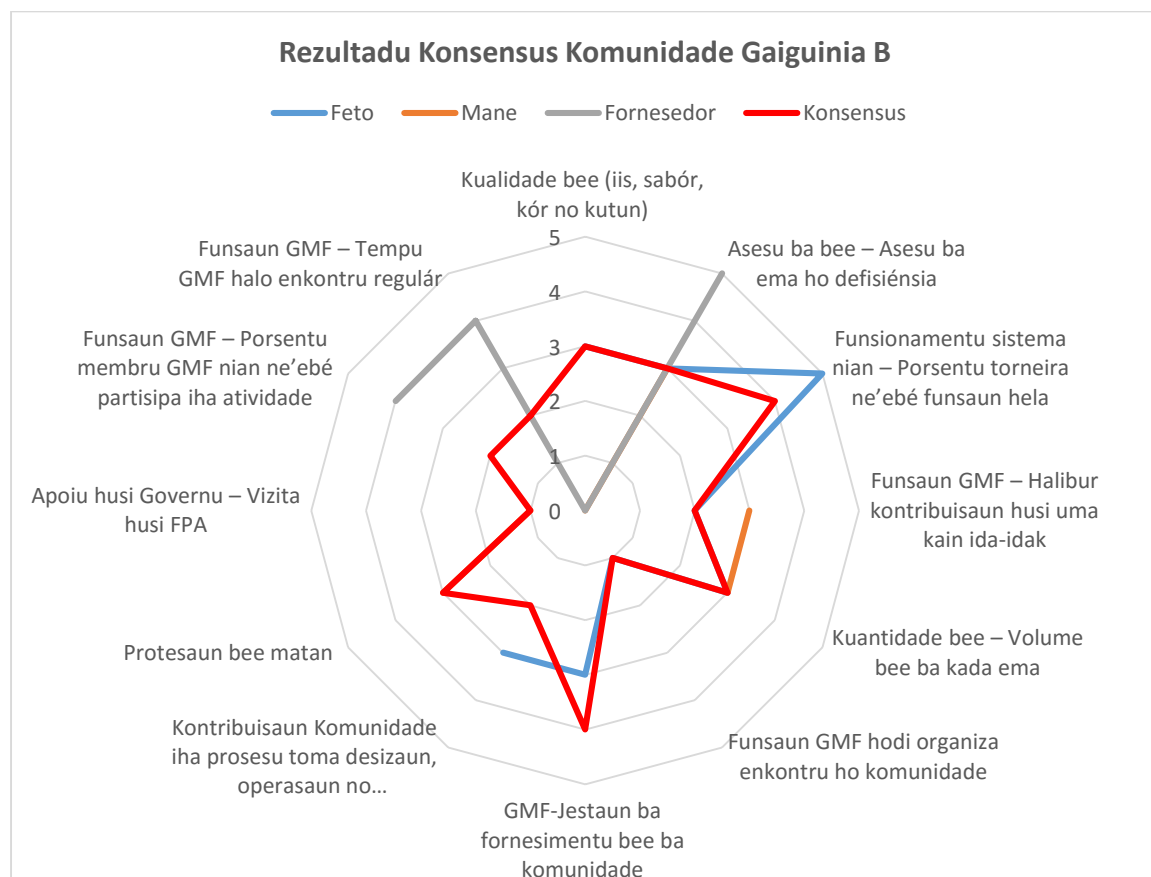 Rezultadu Konsensus Komunidade Gaiguinia B
Feto
Mane
Fornesedor
Konsensus
Kualidade bee (iis, sabór,
kór no kutun)
Asesu ba bee – Asesu ba
ema ho defisiénsia
Funsionamentu sistema
nian – Porsentu torneira
ne’ebé funsaun hela
Funsaun GMF – Halibur
kontribuisaun husi uma
kain ida-idak
Kuantidade bee – Volume
bee ba kada ema
Funsaun GMF hodi organiza
enkontru ho komunidade
GMF-Jestaun ba
fornesimentu bee ba
komunidade
Kontribuisaun Komunidade
iha prosesu toma desizaun,
operasaun no…
Protesaun bee matan
Apoiu husi Governu – Vizita
husi FPA
Funsaun GMF – Porsentu
membru GMF nian ne’ebé
partisipa iha atividade
Funsaun GMF – Tempu
GMF halo enkontru regulár
5
4
3
2
1
0